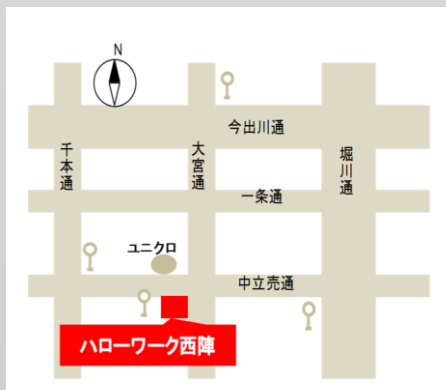 N
今出川通
千本通
大宮通
堀川通
一条通
ユニクロ
中立売通
ハローワーク西陣